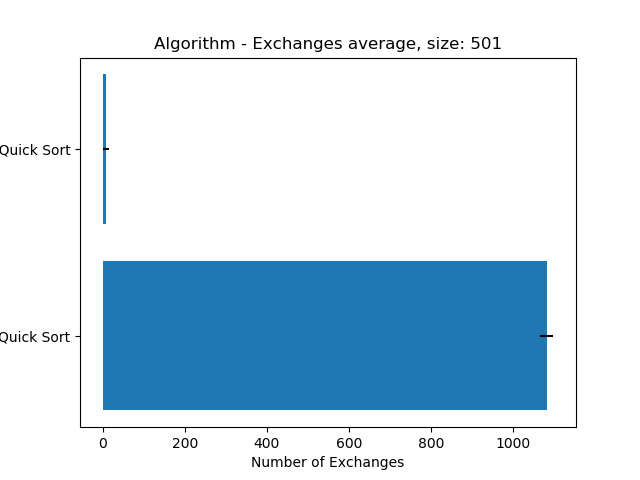 Algorithm - Exchanges average, size: 501
Quick Sort
Quick Sort
0 200 400 600 800 1000
Number of Exchanges